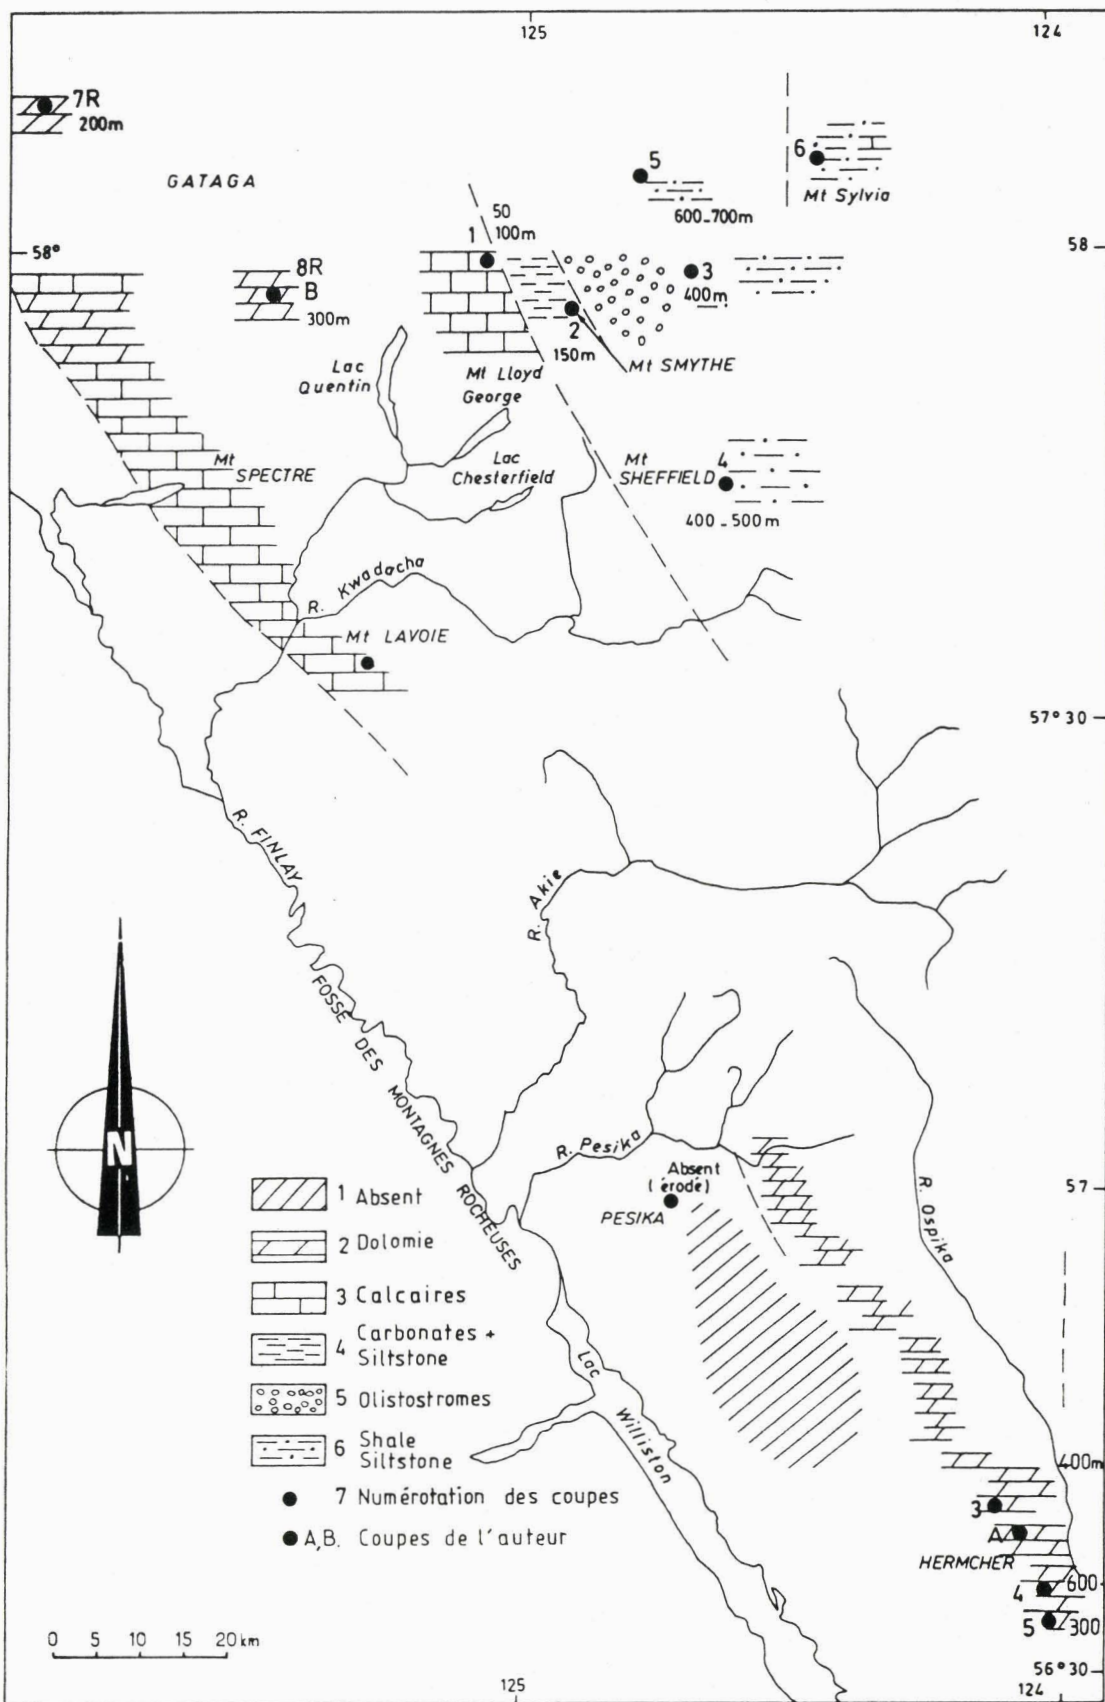 125
124
7R
200m
GATAGA
5
600-700m
6
Mt Sylvia
58°
58
50
100m
1
8R
B
300m
3
400m
2
150m
Mt SMYTHE
Lac
Quentin
Mt Lloyd
George
Mt
SPECTRE
Lac
Chesterfield
Mt
SHEFFIELD
4
400-500m
R. Kwadacha
Mt LAVOIE
57°30
R. FINLAY
R. Akie
FOSSE DES MONTAGNES ROCHEUSES
R. Pesika
Absent
(érodé)
PESIKA
57
R. Ospika
N
1 Absent
2 Dolomie
3 Calcaires
4 Carbonates +
Siltstone
5 Olistostromes
6 Shale
Siltstone
7 Numérotation des coupes
A,B. Coupes de l'auteur
Lac
Williston
400m
3
A
HERMCHER
4
600
5
300
0 5 10 15 20 km
56°30
125
124